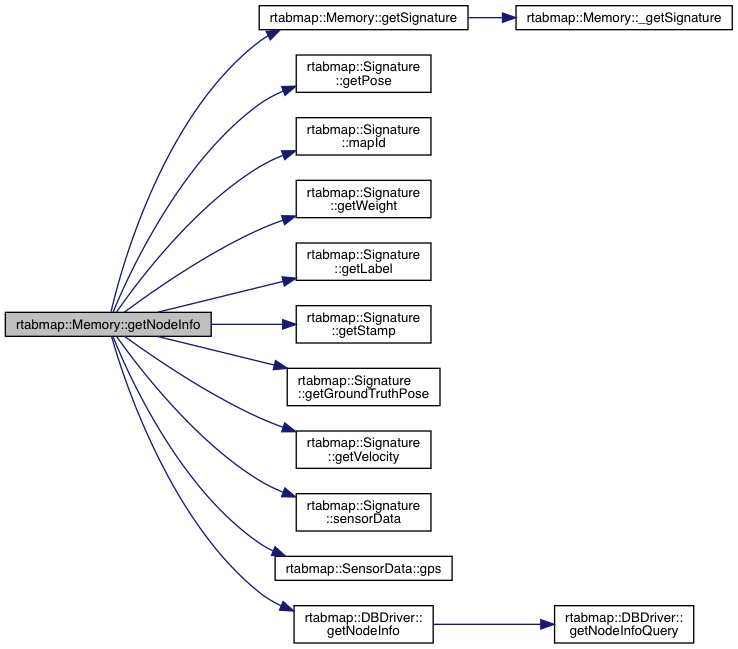 rtabmap::Memory::getSignature
rtabmap::Memory::_getSignature
rtabmap::Signature
::getPose
rtabmap::Signature
::mapId
rtabmap::Signature
::getWeight
rtabmap::Signature
::getLabel
rtabmap::Memory::getNodeInfo
rtabmap::Signature
::getStamp
rtabmap::Signature
::getGroundTruthPose
rtabmap::Signature
::getVelocity
rtabmap::Signature
::sensorData
rtabmap::SensorData::gps
rtabmap::DBDriver::
getNodeInfo
rtabmap::DBDriver::
getNodeInfoQuery